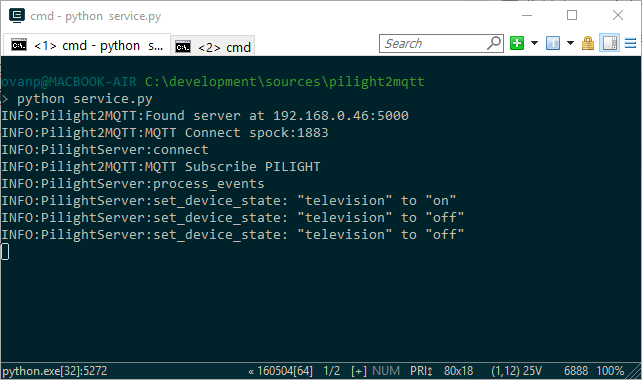 cmd - python  service.py
<1> cmd - python  s...
<2> cmd
Search
ovanp@MACBOOK-AIR C:\development\sources\pilight2mqtt
> python service.py
INFO:Pilight2MQTT:Found server at 192.168.0.46:5000
INFO:Pilight2MQTT:MQTT Connect spock:1883
INFO:PilightServer:connect
INFO:Pilight2MQTT:MQTT Subscribe PILIGHT
INFO:PilightServer:process_events
INFO:PilightServer:set_device_state: "television" to "on"
INFO:PilightServer:set_device_state: "television" to "off"
INFO:PilightServer:set_device_state: "television" to "off"
python.exe[32]:5272 « 160504[64] 1/2 [+] NUM PRI↕ 80x18 (1,12) 25V 6888 100%